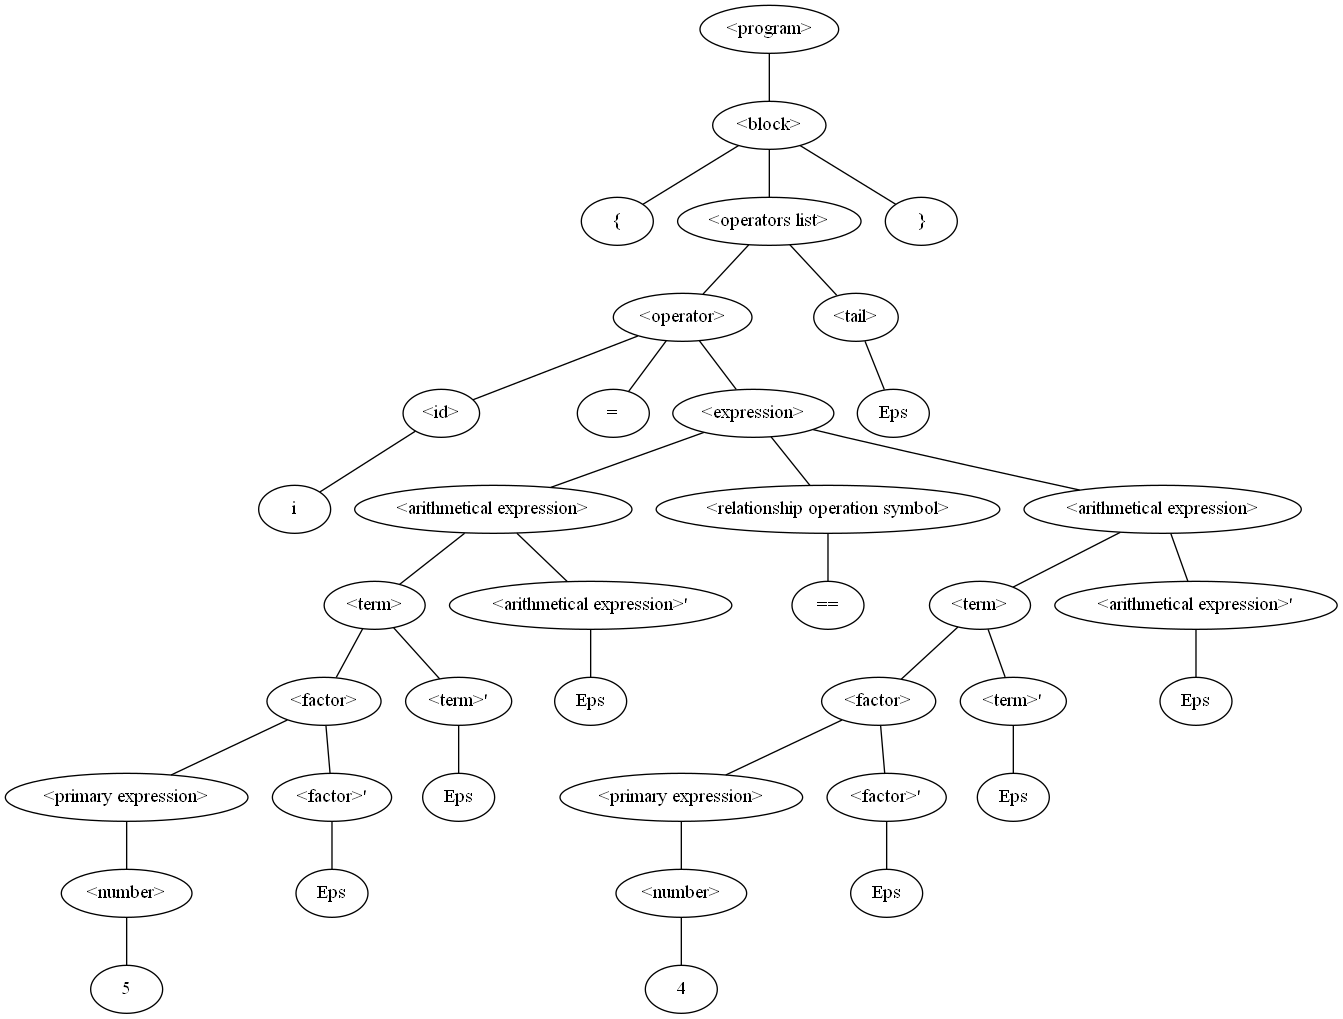 <program>
<block>
{
<operators list>
}
<operator>
<tail>
<id>
=
<expression>
Eps
i
<arithmetical expression>
<relationship operation symbol>
<arithmetical expression>
<term>
<arithmetical expression>'
==
<term>
<arithmetical expression>'
<factor>
<term>'
Eps
<factor>
<term>'
Eps
<primary expression>
<factor>'
Eps
<primary expression>
<factor>'
Eps
<number>
Eps
<number>
Eps
5
4